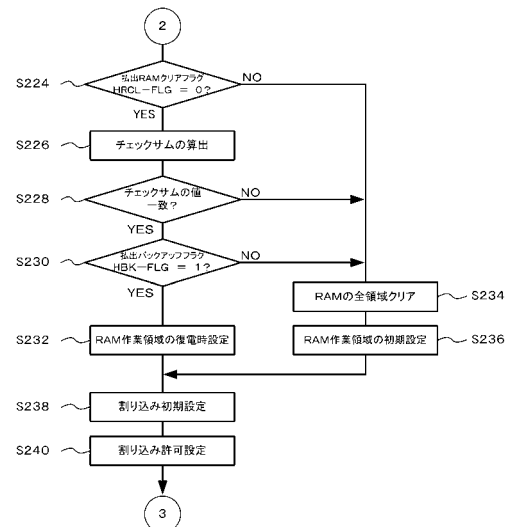 2
S224
払出RAMクリアフラグ
HRCL-FLG = 0?
NO
YES
S226
チェックサムの算出
S228
チェックサムの値
一致?
NO
YES
S230
払出バックアップフラグ
HBK-FLG = 1?
NO
YES
RAMの全領域クリア
S234
S232
RAM作業領域の復電時設定
RAM作業領域の初期設定
S236
S238
割り込み初期設定
S240
割り込み許可設定
3